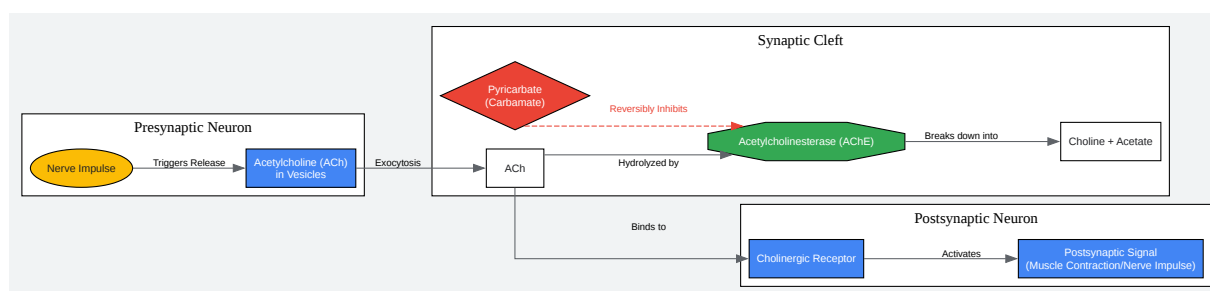 Synaptic Cleft
Pyricarbate
(Carbamate)
Reversibly Inhibits
Presynaptic Neuron
Acetylcholinesterase (AChE)
Breaks down into
Choline + Acetate
Nerve Impulse
Triggers Release
Acetylcholine (ACh)
in Vesicles
Exocytosis
ACh
Hydrolyzed by
Postsynaptic Neuron
Binds to
Cholinergic Receptor
Activates
Postsynaptic Signal
(Muscle Contraction/Nerve Impulse)